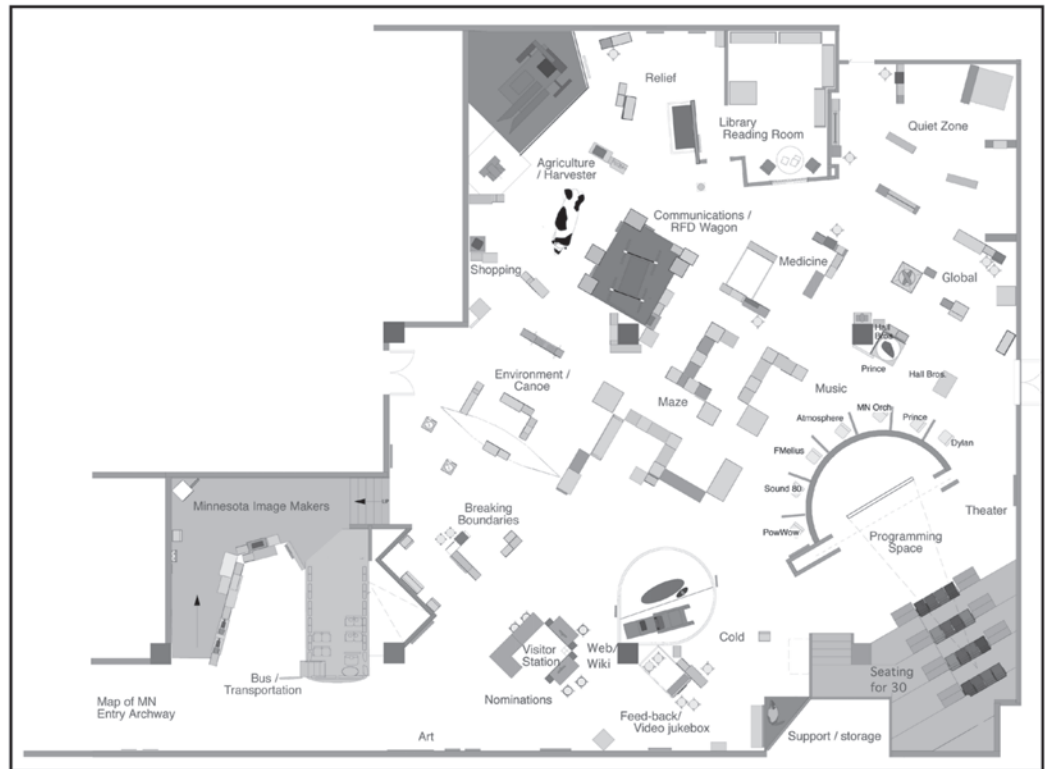 Relief
Library
Reading Room
Quiet Zone
Agriculture
/ Harvester
Communications /
RFD Wagon
Shopping
Medicine
Global
Hall
Bros
Prince
Hall Bros.
Environment /
Canoe
Maze
Music
MN Orch
Atmosphere
Prince
Dylan
FMelius
Sound 80
PowWow
Theater
Programming
Space
Minnesota Image Makers
UP
Breaking
Boundaries
Visitor
Station
Web/
Wiki
Cold
Nominations
Bus /
Transportation
Map of MN
Entry Archway
Feed-back/
Video jukebox
Seating
for 30
Support / storage
Art